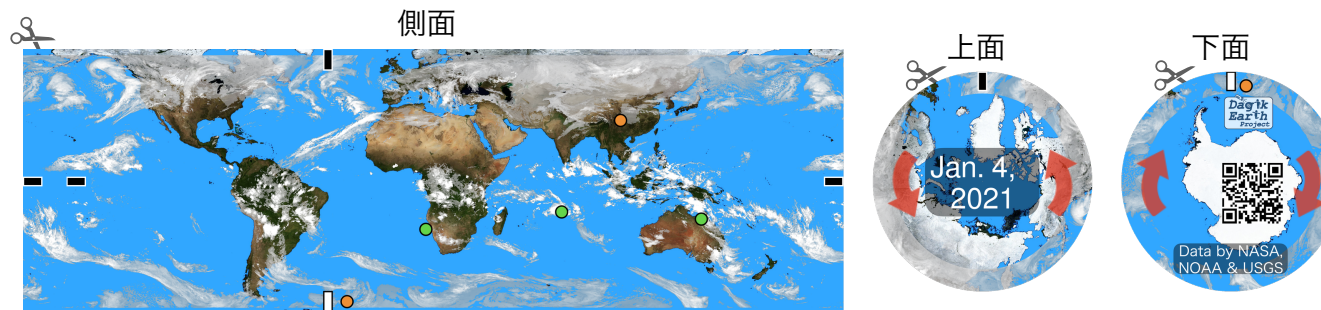 側面
上面
下面
Jan. 4,
2021
Dagik
Earth
Project
Data by NASA,
NOAA & USGS